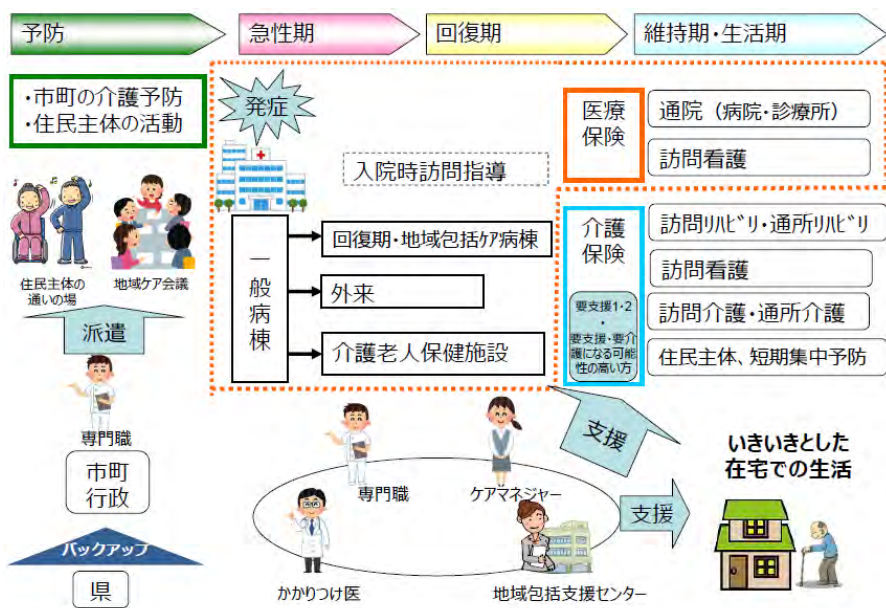 予防
急性期
回復期
維持期・生活期
・市町の介護予防
・住民主体の活動
発症
入院時訪問指導
医療
保険
通院（病院・診療所）
訪問看護
住民主体の
通いの場
地域ケア会議
一般病棟
回復期・地域包括ケア病棟
外来
介護老人保健施設
介護
保険
要支援1・2
・
要支援・要介
護になる可能
性の高い方
訪問ﾘﾊﾋﾞﾘ・通所ﾘﾊﾋﾞﾘ
訪問看護
訪問介護・通所介護
住民主体、短期集中予防
派遣
専門職
市町
行政
バックアップ
県
専門職
ケアマネジャー
かかりつけ医
地域包括支援センター
支援
支援
いきいきとした
在宅での生活